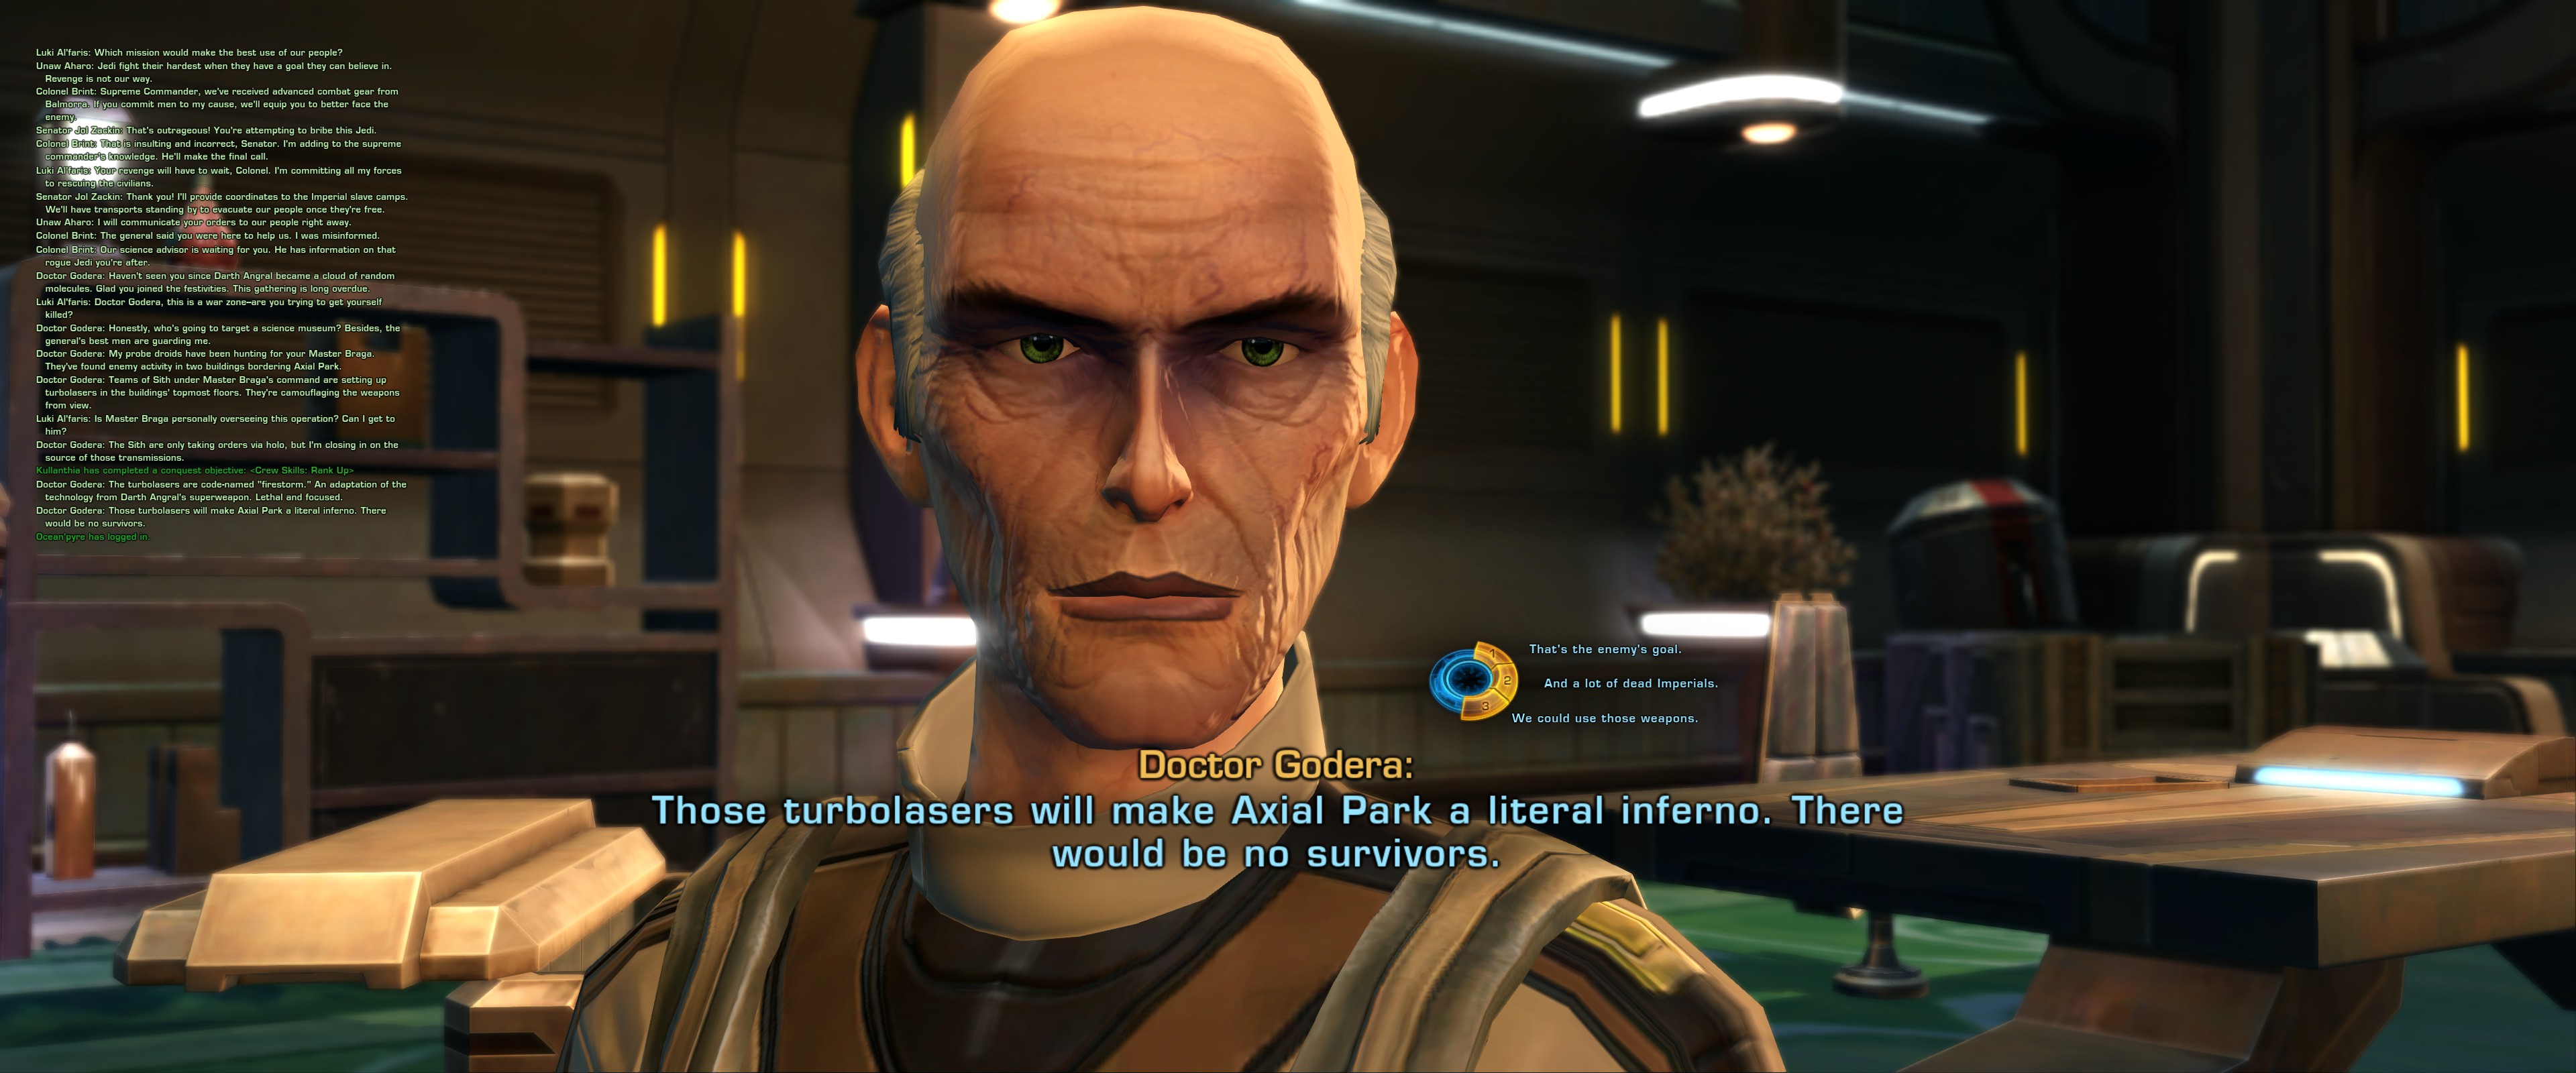 Luki Al'faris: Which mission would make the best use of our people?
Unaw Aharo: Jedi fight their hardest when they have a goal they can believe in.
Revenge is not our way.
Colonel Brint: Supreme Commander, we've received advanced combat gear from
Balmorra. If you commit men to my cause, we'll equip you to better face the
enemy.
Senator Jol Zackin: That's outrageous! You're attempting to bribe this Jedi.
Colonel Brint: That is insulting and incorrect, Senator. I'm adding to the supreme
commander's knowledge. He'll make the final call.
Luki Al'faris: Your revenge will have to wait, Colonel. I'm committing all my forces
to rescuing the civilians.
Senator Jol Zackin: Thank you! I'll provide coordinates to the Imperial slave camps.
We'll have transports standing by to evacuate our people once they're free.
Unaw Aharo: I will communicate your orders to our people right away.
Colonel Brint: The general said you were here to help us. I was misinformed.
Colonel Brint: Our science advisor is waiting for you. He has information on that
rogue Jedi you're after.
Doctor Godera: Haven't seen you since Darth Angral became a cloud of random
molecules. Glad you joined the festivities. This gathering is long overdue.
Luki Al'faris: Doctor Godera, this is a war zone–are you trying to get yourself
killed?
Doctor Godera: Honestly, who's going to target a science museum? Besides, the
general's best men are guarding me.
Doctor Godera: My probe droids have been hunting for your Master Braga.
They've found enemy activity in two buildings bordering Axial Park.
Doctor Godera: Teams of Sith under Master Braga's command are setting up
turbolasers in the buildings' topmost floors. They're camouflaging the weapons
from view.
Luki Al'faris: Is Master Braga personally overseeing this operation? Can I get to
him?
Doctor Godera: The Sith are only taking orders via holo, but I'm closing in on the
source of those transmissions.
Kullanthia has completed a conquest objective: <Crew Skills: Rank Up>
Doctor Godera: The turbolasers are code-named "firestorm." An adaptation of the
technology from Darth Angral's superweapon. Lethal and focused.
Doctor Godera: Those turbolasers will make Axial Park a literal inferno. There
would be no survivors.
Ocean'pyre has logged in.
1 That's the enemy's goal.
2 And a lot of dead Imperials.
3 We could use those weapons.
Doctor Godera:
Those turbolasers will make Axial Park a literal inferno. There
would be no survivors.